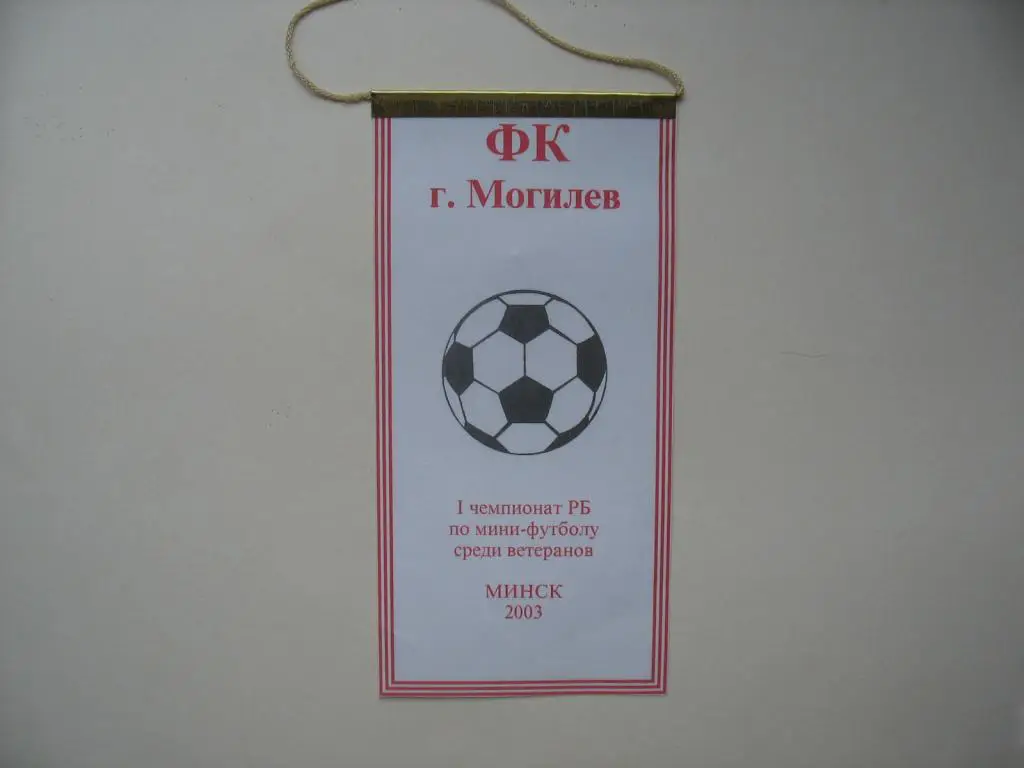 ФК
г. Могилев
I чемпионат РБ
по мини-футболу
среди ветеранов
МИНСК
2003